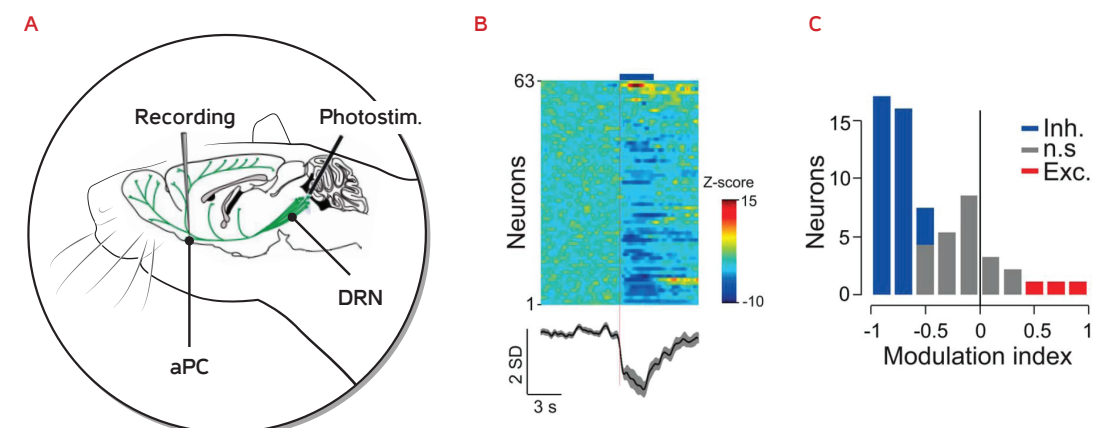 A
Recording
Photostim.
DRN
aPC
B
63
Neurons
1
Z-score
15
-10
2 SD
3 s
C
15
10
5
0
Neurons
Inh.
n.s
Exc.
-1
-0.5
0
0.5
1
Modulation index